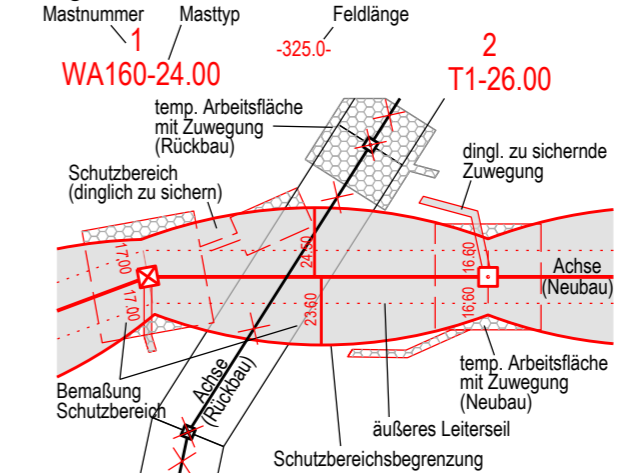 Mastnummer
Masttyp
Feldlänge
1
WA160-24.00
-325.0-
2
T1-26.00
temp. Arbeitsfläche
mit Zuwegung
(Rückbau)
dingl. zu sichernde
Zuwegung
Schutzbereich
(dinglich zu sichern)
17.00
17.00
24.50
23.60
16.60
16.60
Achse
(Neubau)
Achse
(Rückbau)
Bemaßung
Schutzbereich
temp. Arbeitsfläche
mit Zuwegung
(Neubau)
äußeres Leiterseil
Schutzbereichsbegrenzung